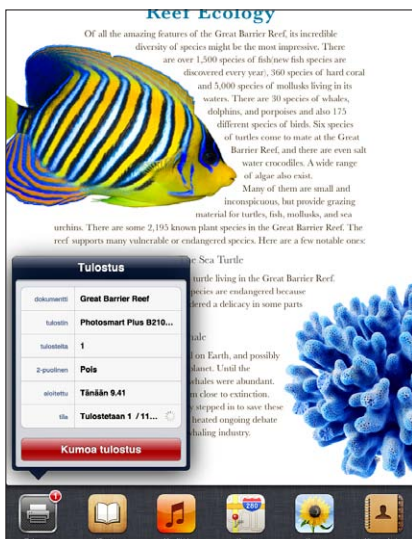 Reef Ecology
Of all the amazing features of the Great Barrier Reef, its incredible
diversity of species might be the most impressive. There
are over 1,500 species of fish(new fish species are
discovered every year), 360 species of hard coral
and 5,000 species of mollusks living in its
waters. There are 30 species of whales,
dolphins, and porpoises and also 175
different species of birds. Six species
of turtles come to mate at the Great
Barrier Reef, and there are even salt
water crocodiles. A wide range
of algae also exist.
Many of them are small and
inconspicuous, but provide grazing
material for turtles, fish, mollusks, and sea
urchins. There are some 2,195 known plant species in the Great Barrier Reef. The
reef supports many vulnerable or endangered species. Here are a few notable ones:
The Sea Turtle
turtle living in the Great Barrier Reef.
species are endangered because
dered a delicacy in some parts
hale
l on Earth, and possibly
planet. Until the
whales were abundant.
m close to extinction.
stepped in to save these
heated ongoing debate
whaling industry.
Tulostus
dokumentti Great Barrier Reef
tulostin Photosmart Plus B210...
tulosteita 1
2-puolinen Pois
aloitettu Tänään 9.41
tila Tulostetaan 1 / 11...
Kumoa tulostus
1
280